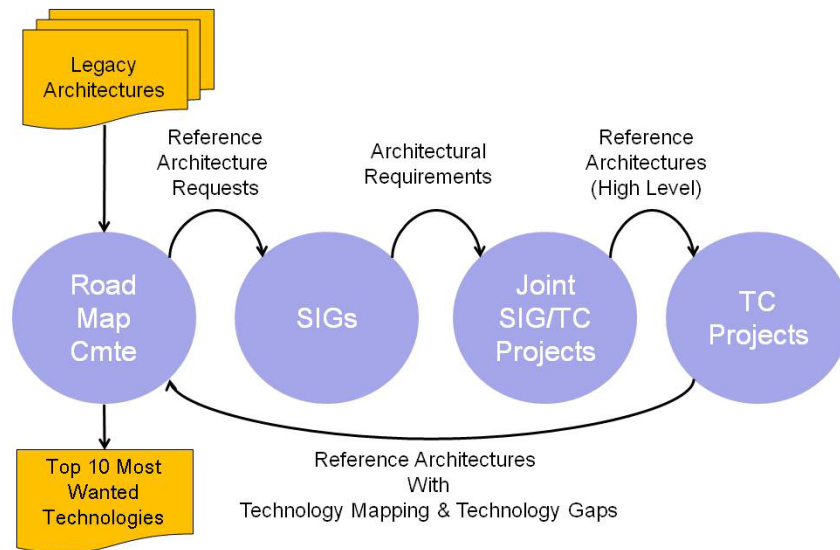 Legacy
Architectures
Reference
Architecture
Requests
Architectural
Requirements
Reference
Architectures
(High Level)
Road
Map
Cmte
SIGs
Joint
SIG/TC
Projects
TC
Projects
Top 10 Most
Wanted
Technologies
Reference Architectures
With
Technology Mapping & Technology Gaps